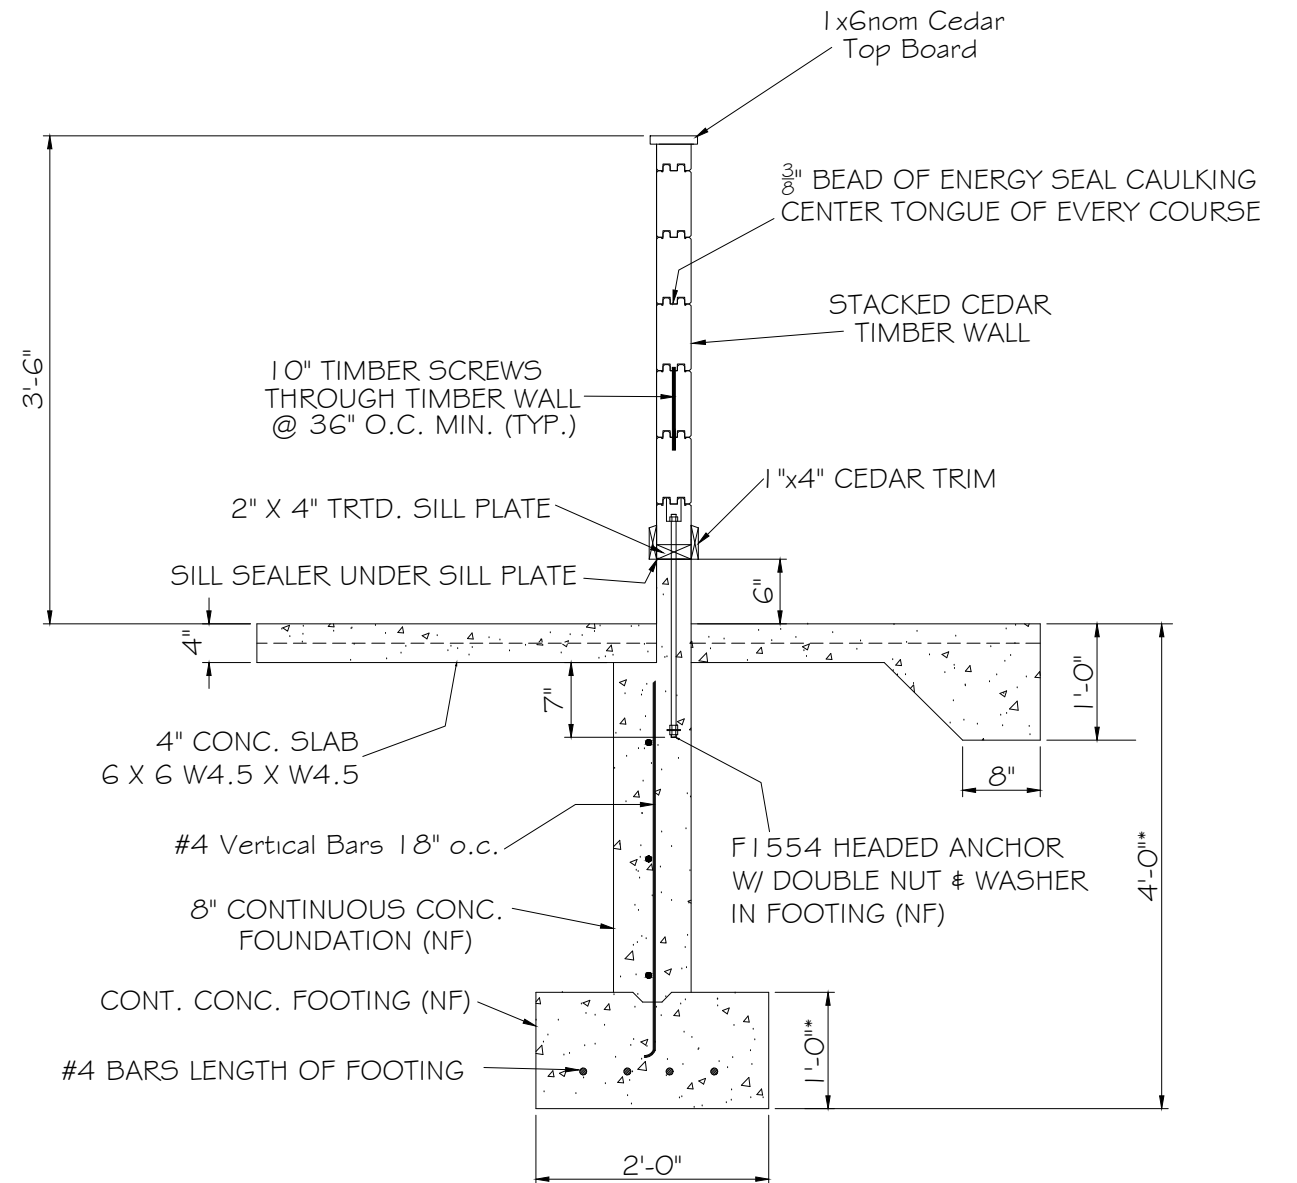 1x6nom Cedar
Top Board
3/8" BEAD OF ENERGY SEAL CAULKING
CENTER TONGUE OF EVERY COURSE
STACKED CEDAR
TIMBER WALL
3'-6"
10" TIMBER SCREWS
THROUGH TIMBER WALL
@ 36" O.C. MIN. (TYP.)
1"x4" CEDAR TRIM
2" X 4" TRTD. SILL PLATE
SILL SEALER UNDER SILL PLATE
6"
4"
7"
1'-0"
4" CONC. SLAB
6 X 6 W4.5 X W4.5
8"
#4 Vertical Bars 18" o.c.
F1554 HEADED ANCHOR
W/ DOUBLE NUT & WASHER
IN FOOTING (NF)
4'-0"*
8" CONTINUOUS CONC.
FOUNDATION (NF)
CONT. CONC. FOOTING (NF)
1'-0"*
#4 BARS LENGTH OF FOOTING
2'-0"